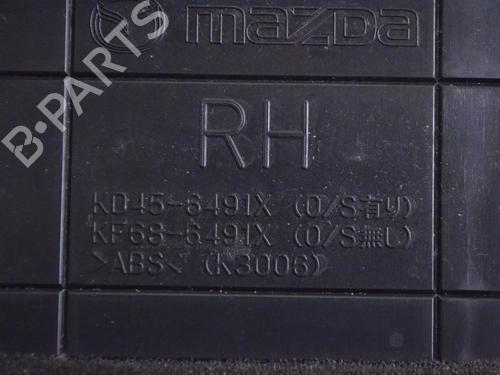 mazda
RH
KD45-6491X (O/S有り)
KF68-6491X (O/S無し)
>ABS< (K3006)
B-PARTS